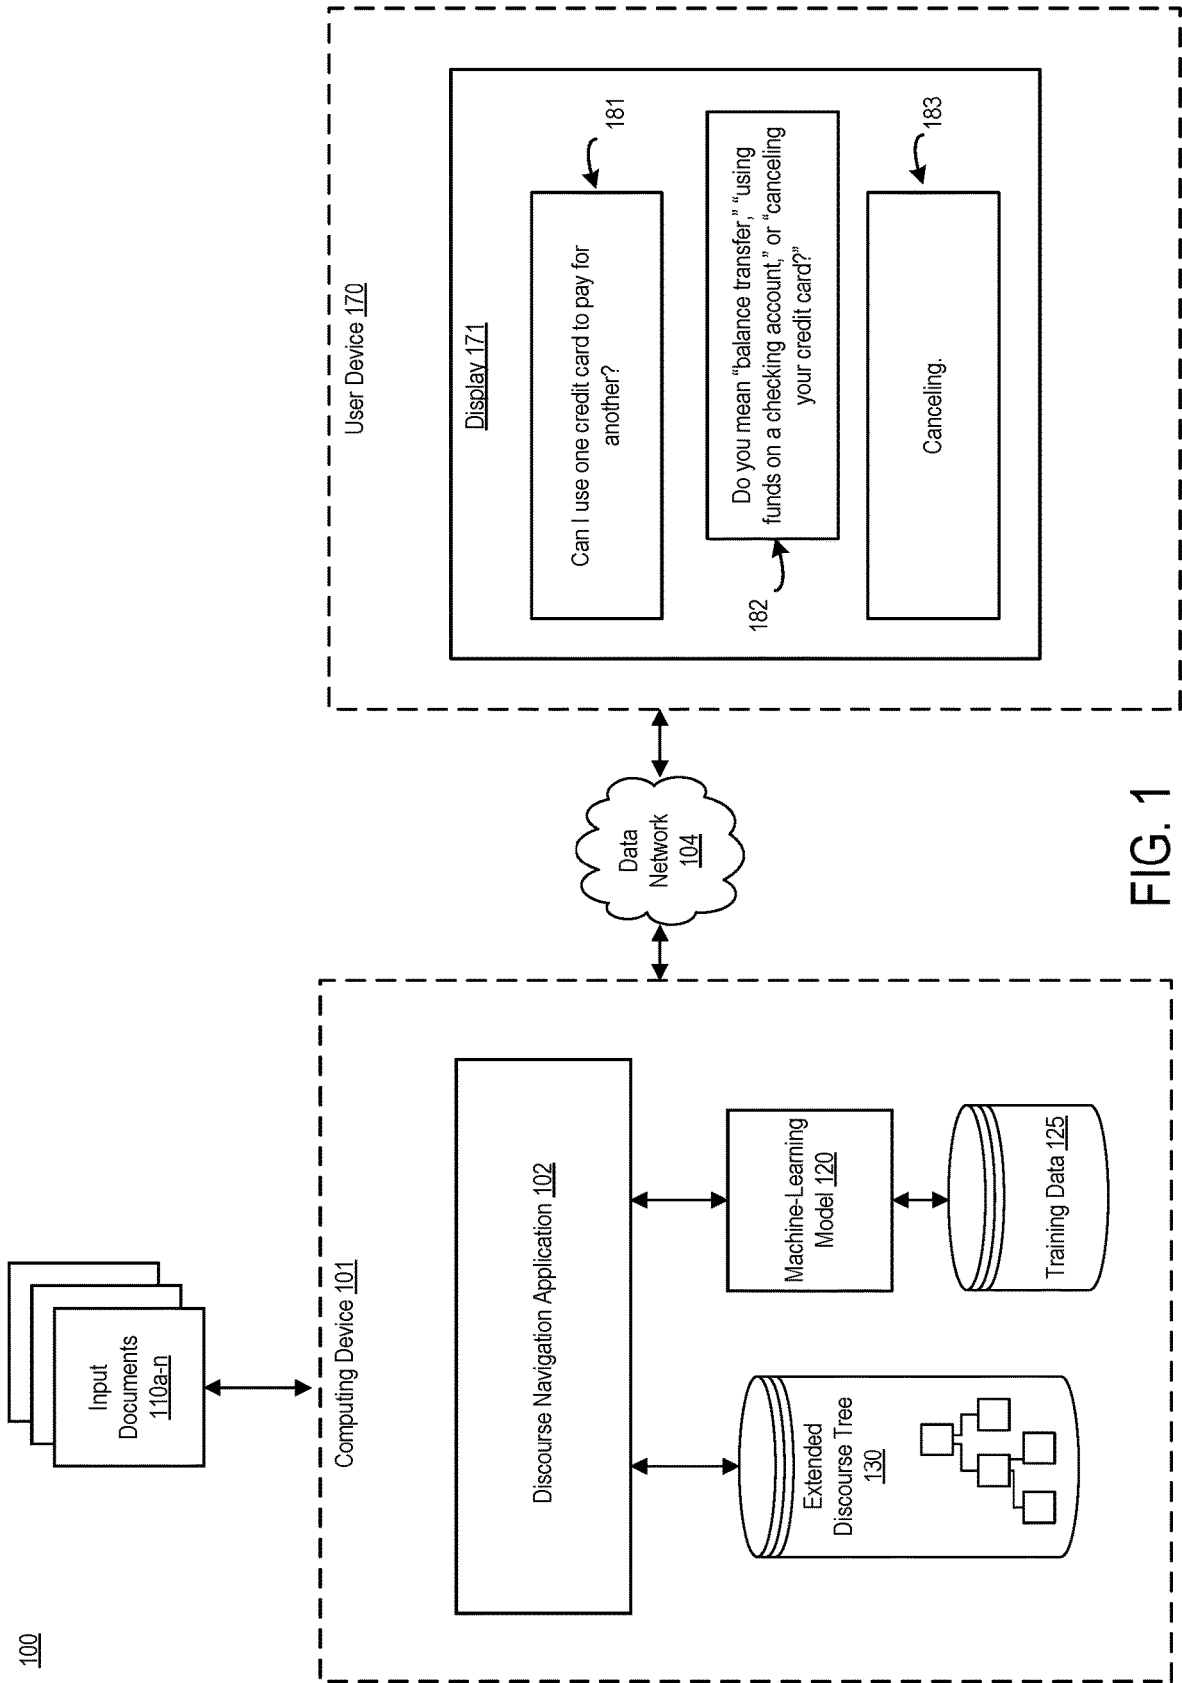 100
Input
Documents
110a-n
Computing Device 101
Discourse Navigation Application 102
Extended
Discourse Tree
130
Machine-Learning
Model 120
Training Data 125
Data
Network
104
User Device 170
Display 171
Can I use one credit card to pay for
another?
181
Do you mean “balance transfer,” “using
funds on a checking account,” or “canceling
your credit card?”
182
Canceling.
183
FIG. 1